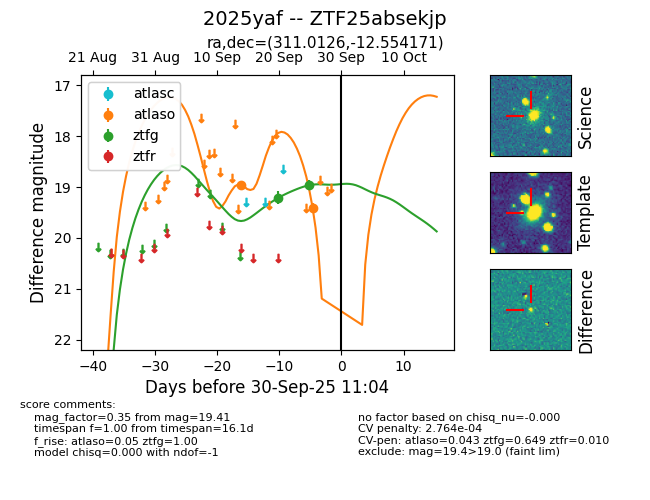 2025yaf -- ZTF25absekjp
ra,dec=(311.0126,-12.554171)
21 Aug 31 Aug 10 Sep 20 Sep 30 Sep 10 Oct
atlasc
atlaso
ztfg
ztfr
17
18
19
20
21
22
Difference magnitude
−40 −30 −20 −10 0 10
Days before 30-Sep-25 11:04
Science
Template
Difference
score comments:
mag_factor=0.35 from mag=19.41
timespan f=1.00 from timespan=16.1d
f_rise: atlaso=0.05 ztfg=1.00
model chisq=0.000 with ndof=-1
no factor based on chisq_nu=-0.000
CV penalty: 2.764e-04
CV-pen: atlaso=0.043 ztfg=0.649 ztfr=0.010
exclude: mag=19.4>19.0 (faint lim)